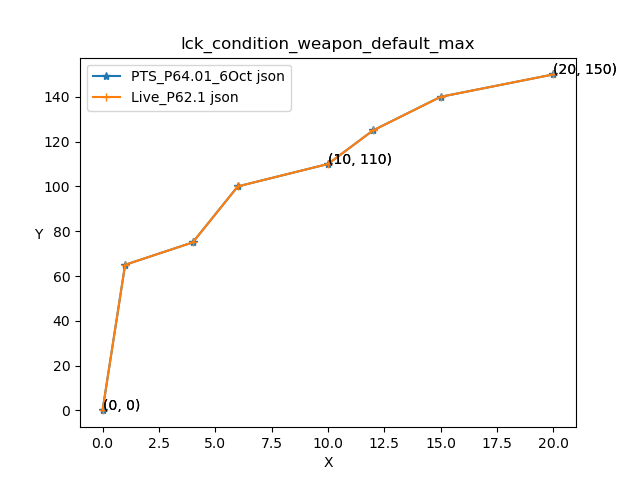 lck_condition_weapon_default_max
PTS_P64.01_6Oct json
Live_P62.1 json
(20, 150)
(10, 110)
(0, 0)
Y
140
120
100
80
60
40
20
0
0.0 2.5 5.0 7.5 10.0 12.5 15.0 17.5 20.0
X